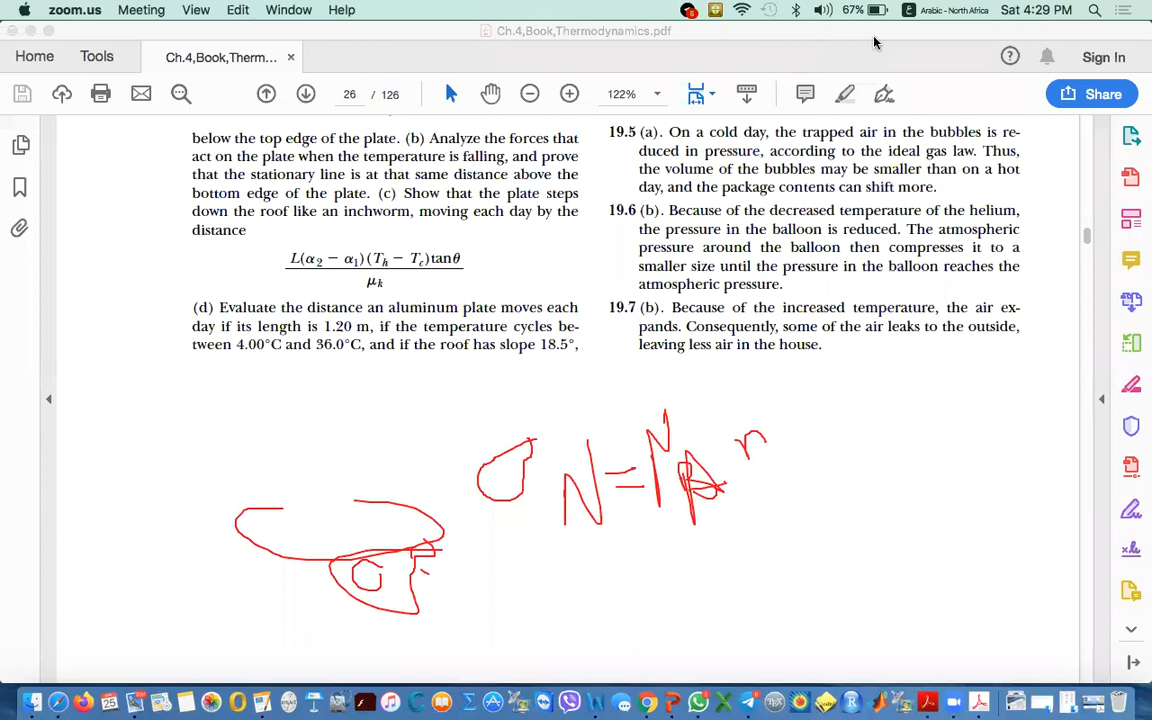 zoom.us Meeting View Edit Window Help 67% Arabic - North Africa Sat 4:29 PM
Ch.4,Book,Thermodynamics.pdf
Home Tools Ch.4,Book,Therm... × Sign In
26 / 126 122% Share
below the top edge of the plate. (b) Analyze the forces that
act on the plate when the temperature is falling, and prove
that the stationary line is at that same distance above the
bottom edge of the plate. (c) Show that the plate steps
down the roof like an inchworm, moving each day by the
distance
L(α₂ − α₁)(Tₕ − T_c)tanθ
μₖ
(d) Evaluate the distance an aluminum plate moves each
day if its length is 1.20 m, if the temperature cycles be-
tween 4.00°C and 36.0°C, and if the roof has slope 18.5°,
19.5 (a). On a cold day, the trapped air in the bubbles is re-
duced in pressure, according to the ideal gas law. Thus,
the volume of the bubbles may be smaller than on a hot
day, and the package contents can shift more.
19.6 (b). Because of the decreased temperature of the helium,
the pressure in the balloon is reduced. The atmospheric
pressure around the balloon then compresses it to a
smaller size until the pressure in the balloon reaches the
atmospheric pressure.
19.7 (b). Because of the increased temperature, the air ex-
pands. Consequently, some of the air leaks to the outside,
leaving less air in the house.
N = N